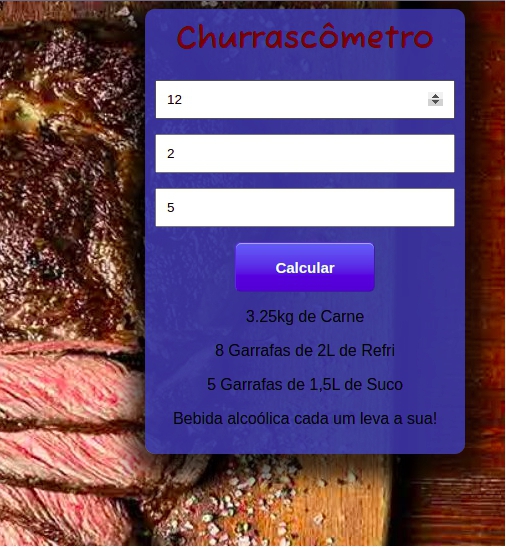 Churrascômetro
12
2
5
Calcular
3.25kg de Carne
8 Garrafas de 2L de Refri
5 Garrafas de 1,5L de Suco
Bebida alcoólica cada um leva a sua!